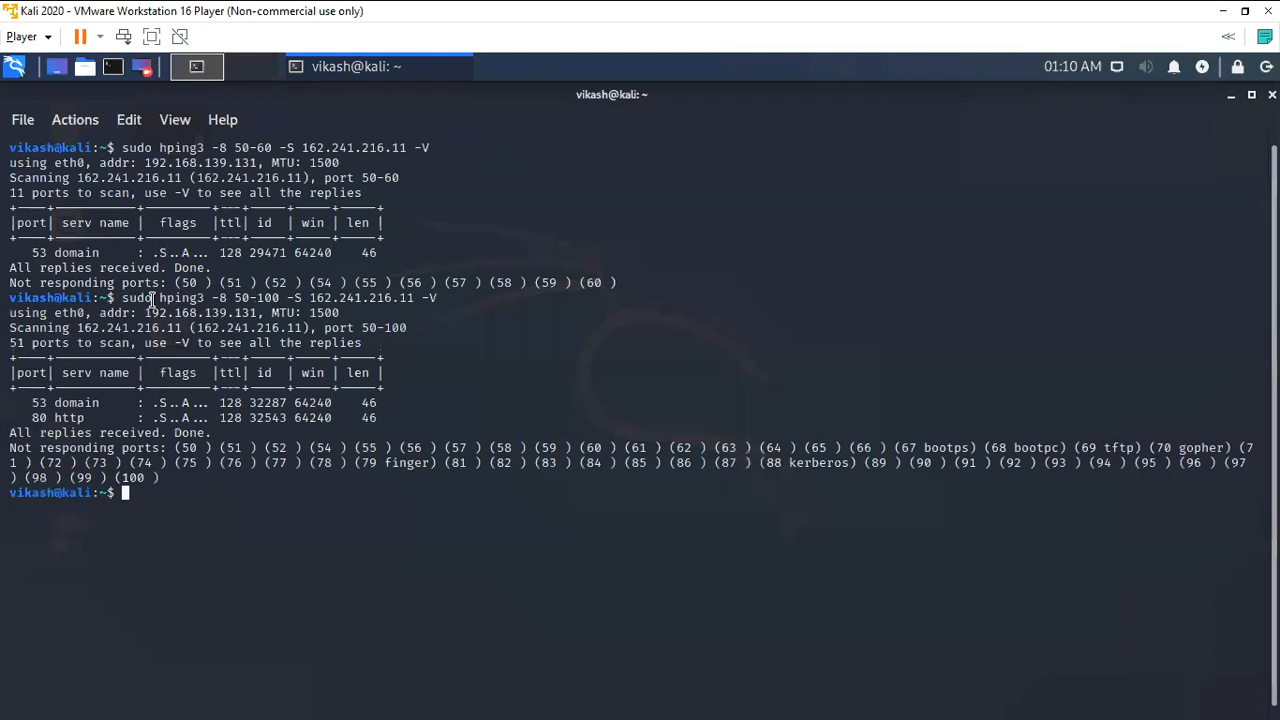 Kali 2020 - VMware Workstation 16 Player (Non-commercial use only)
Player
vikash@kali: ~
01:10 AM
vikash@kali: ~
File Actions Edit View Help
vikash@kali:~$ sudo hping3 -8 50-60 -S 162.241.216.11 -V
using eth0, addr: 192.168.139.131, MTU: 1500
Scanning 162.241.216.11 (162.241.216.11), port 50-60
11 ports to scan, use -V to see all the replies
+----+-----------+---------+---+-----+-----+-----+
|port| serv name |  flags  |ttl| id  | win | len |
+----+-----------+---------+---+-----+-----+-----+
   53 domain     : .S..A... 128 29471 64240    46
All replies received. Done.
Not responding ports: (50 ) (51 ) (52 ) (54 ) (55 ) (56 ) (57 ) (58 ) (59 ) (60 )
vikash@kali:~$ sudo hping3 -8 50-100 -S 162.241.216.11 -V
using eth0, addr: 192.168.139.131, MTU: 1500
Scanning 162.241.216.11 (162.241.216.11), port 50-100
51 ports to scan, use -V to see all the replies
+----+-----------+---------+---+-----+-----+-----+
|port| serv name |  flags  |ttl| id  | win | len |
+----+-----------+---------+---+-----+-----+-----+
   53 domain     : .S..A... 128 32287 64240    46
   80 http       : .S..A... 128 32543 64240    46
All replies received. Done.
Not responding ports: (50 ) (51 ) (52 ) (54 ) (55 ) (56 ) (57 ) (58 ) (59 ) (60 ) (61 ) (62 ) (63 ) (64 ) (65 ) (66 ) (67 bootps) (68 bootpc) (69 tftp) (70 gopher) (7
1 ) (72 ) (73 ) (74 ) (75 ) (76 ) (77 ) (78 ) (79 finger) (81 ) (82 ) (83 ) (84 ) (85 ) (86 ) (87 ) (88 kerberos) (89 ) (90 ) (91 ) (92 ) (93 ) (94 ) (95 ) (96 ) (97
) (98 ) (99 ) (100 )
vikash@kali:~$